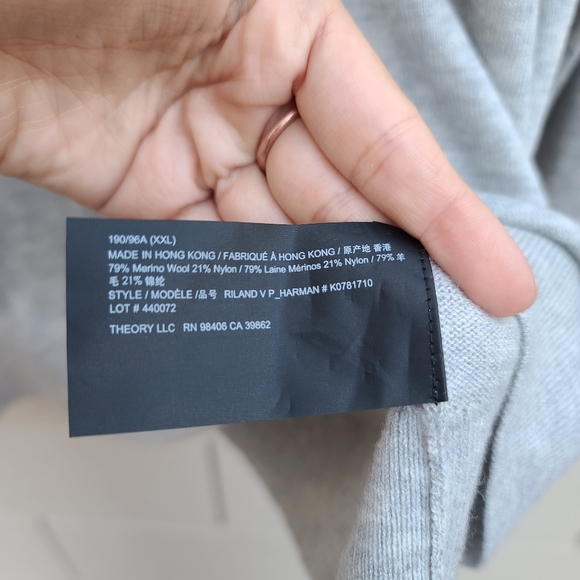 190/96A (XXL)
MADE IN HONG KONG / FABRIQUÉ À HONG KONG / 原产地 香港
79% Merino Wool 21% Nylon / 79% Laine Mérinos 21% Nylon / 79% 羊
毛 21% 锦纶
STYLE / MODÈLE /品号 RILAND V P_HARMAN # K0781710
LOT # 440072
THEORY LLC RN 98406 CA 39862